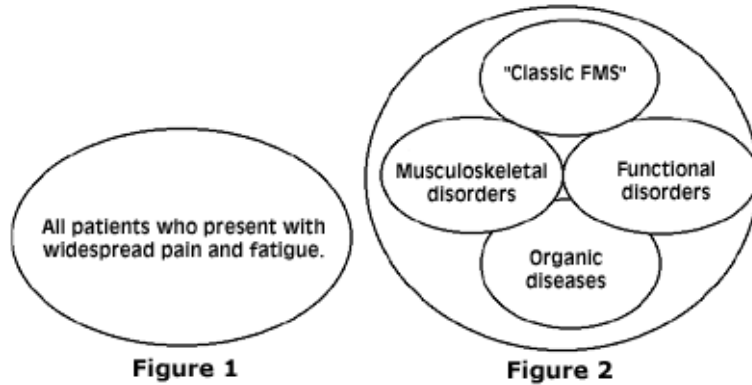 All patients who present with
widespread pain and fatigue.
Figure 1
"Classic FMS"
Musculoskeletal
disorders
Functional
disorders
Organic
diseases
Figure 2